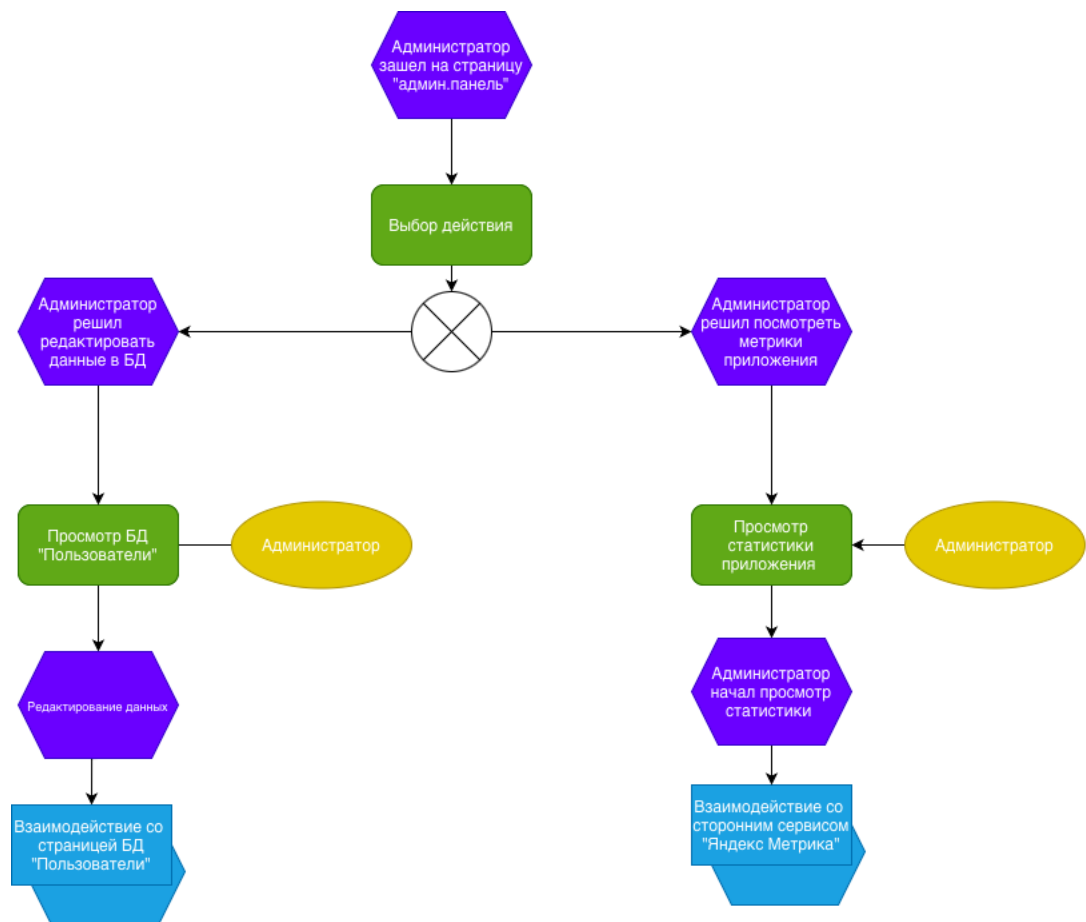 Администратор
зашел на страницу
"админ.панель"
Выбор действия
Администратор
решил
редактировать
данные в БД
Администратор
решил посмотреть
метрики
приложения
Просмотр БД
"Пользователи"
Администратор
Просмотр
статистики
приложения
Администратор
Редактирование данных
Администратор
начал просмотр
статистики
Взаимодействие со
страницей БД
"Пользователи"
Взаимодействие со
сторонним сервисом
"Яндекс Метрика"